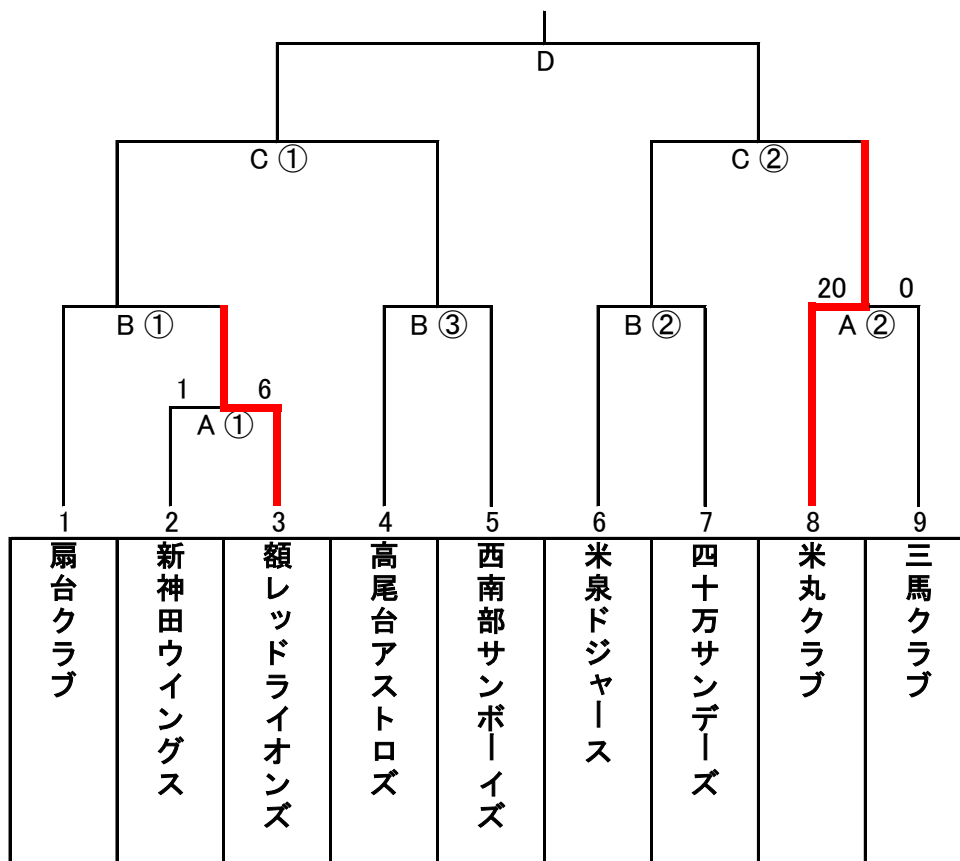 D
C ① C ②
20 0
B ① B ③ B ② A ②
1 6
A ①
1 2 3 4 5 6 7 8 9
扇台クラブ
新神田ウイングス
額レッドライオンズ
高尾台アストロズ
西南部サンボーイズ
米泉ドジャース
四十万サンデーズ
米丸クラブ
三馬クラブ